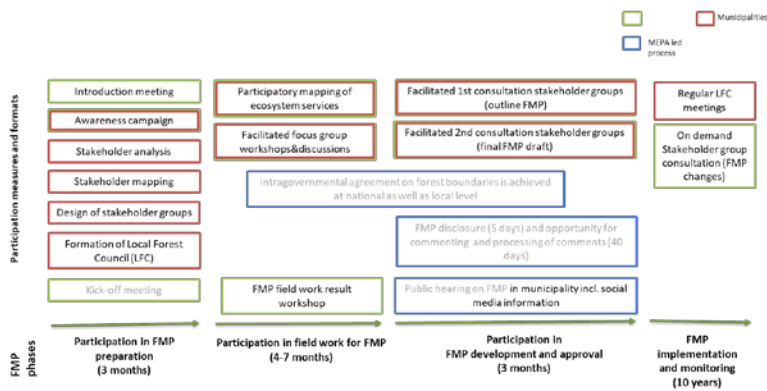 Municipalities
MEPA led
process
Participation measures and formats
Introduction meeting
Awareness campaign
Stakeholder analysis
Stakeholder mapping
Design of stakeholder groups
Formation of Local Forest
Council (LFC)
Kick-off meeting
Participatory mapping of
ecosystem services
Facilitated focus group
workshops&discussions
Facilitated 1st consultation stakeholder groups
(outline FMP)
Facilitated 2nd consultation stakeholder groups
(final FMP draft)
Regular LFC
meetings
On demand
Stakeholder group
consultation (FMP
changes)
Intragovernmental agreement on forest boundaries is achieved
at national as well as local level
FMP disclosure (5 days) and opportunity for
commenting and processing of comments (40
days)
FMP field work result
workshop
Public hearing on FMP in municipality incl. social
media information
FMP
phases
Participation in FMP
preparation
(3 months)
Participation in field work for FMP
(4-7 months)
Participation in
FMP development and approval
(3 months)
FMP
implementation
and monitoring
(10 years)